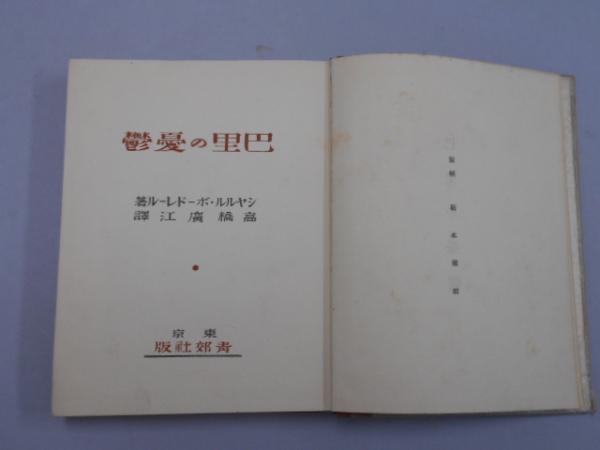 巴里の憂鬱
シャルル・ボードレール著
高橋廣江譯
東京
青郊社版